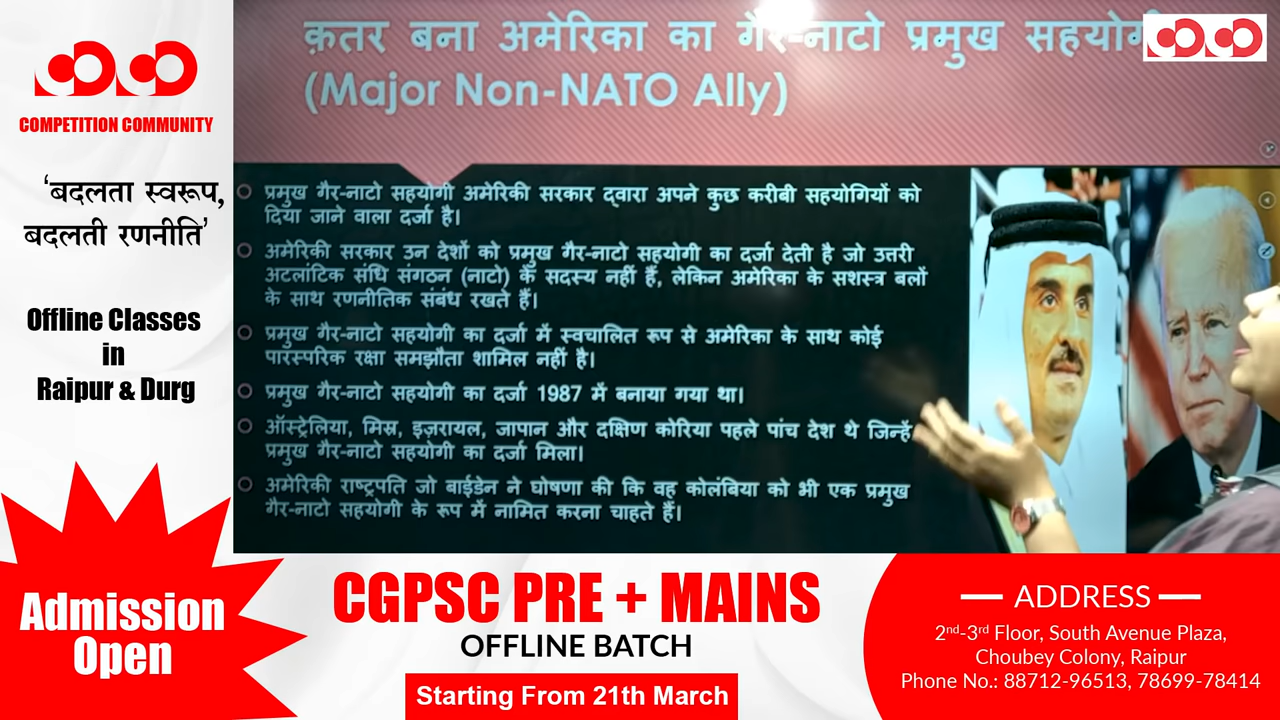 COMPETITION COMMUNITY
‘बदलता स्वरूप,
बदलती रणनीति’
Offline Classes
in
Raipur & Durg
Admission
Open
क़तर बना अमेरिका का गैर-नाटो प्रमुख
(Major Non-NATO Ally)
प्रमुख गैर-नाटो सहयोगी अमेरिकी सरकार द्वारा अपने कुछ करीबी सहयोगियों को
दिया जाने वाला दर्जा है।
अमेरिकी सरकार उन देशों को प्रमुख गैर-नाटो सहयोगी का दर्जा देती है जो उत्तरी
अटलांटिक संधि संगठन (नाटो) के सदस्य नहीं हैं, लेकिन अमेरिका के सशस्त्र बलों
के साथ रणनीतिक संबंध रखते हैं।
प्रमुख गैर-नाटो सहयोगी का दर्जा में स्वचालित रूप से अमेरिका के साथ कोई
पारस्परिक रक्षा समझौता शामिल नहीं है।
प्रमुख गैर-नाटो सहयोगी का दर्जा 1987 में बनाया गया था।
ऑस्ट्रेलिया, मिस्र, इज़रायल, जापान और दक्षिण कोरिया पहले पांच देश थे जिन्हें
प्रमुख गैर-नाटो सहयोगी का दर्जा मिला।
अमेरिकी राष्ट्रपति जो बाईडेन ने घोषणा की कि वह कोलंबिया को भी एक प्रमुख
गैर-नाटो सहयोगी के रूप में नामित करना चाहते हैं।
CGPSC PRE + MAINS
OFFLINE BATCH
Starting From 21th March
ADDRESS
2nd-3rd Floor, South Avenue Plaza,
Choubey Colony, Raipur
Phone No.: 88712-96513, 78699-78414